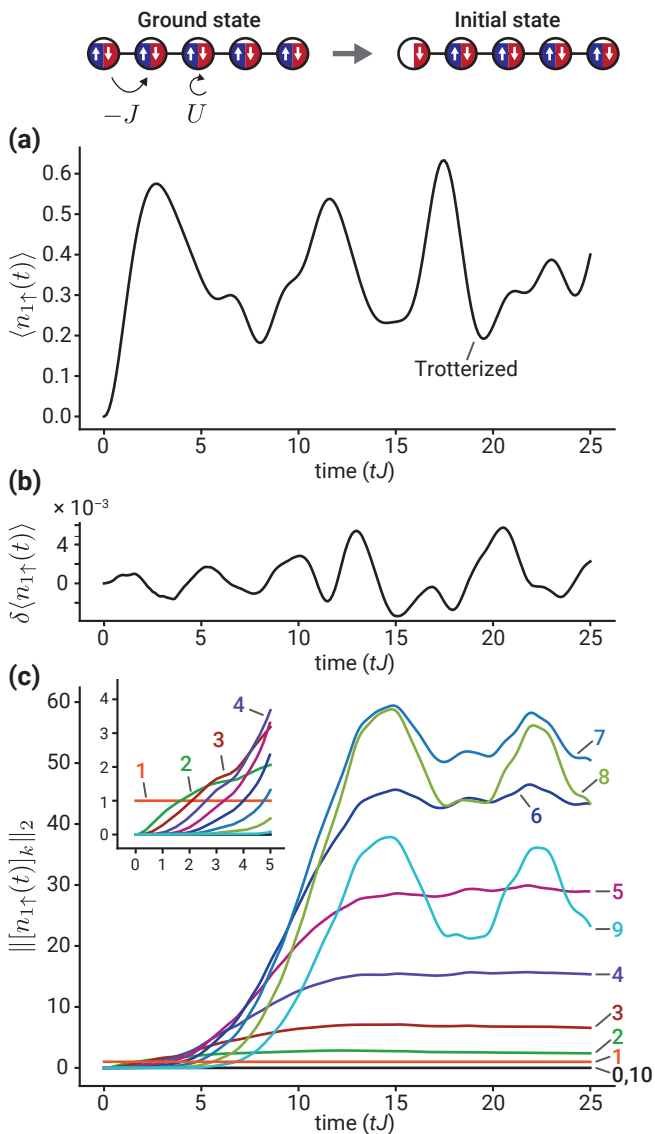 Ground state
Initial state
−J
U
(a)
⟨n1↑(t)⟩
0.6
0.5
0.4
0.3
0.2
0.1
0.0
Trotterized
0 5 10 15 20 25
time (tJ)
(b)
× 10⁻³
δ⟨n1↑(t)⟩
4
0
0 5 10 15 20 25
time (tJ)
(c)
‖[n1↑(t)]k‖2
60
50
40
30
20
10
0
4
3
2
1
0
0 1 2 3 4 5
1
2
3
4
7
8
6
5
9
4
3
2
1
0,10
0 5 10 15 20 25
time (tJ)